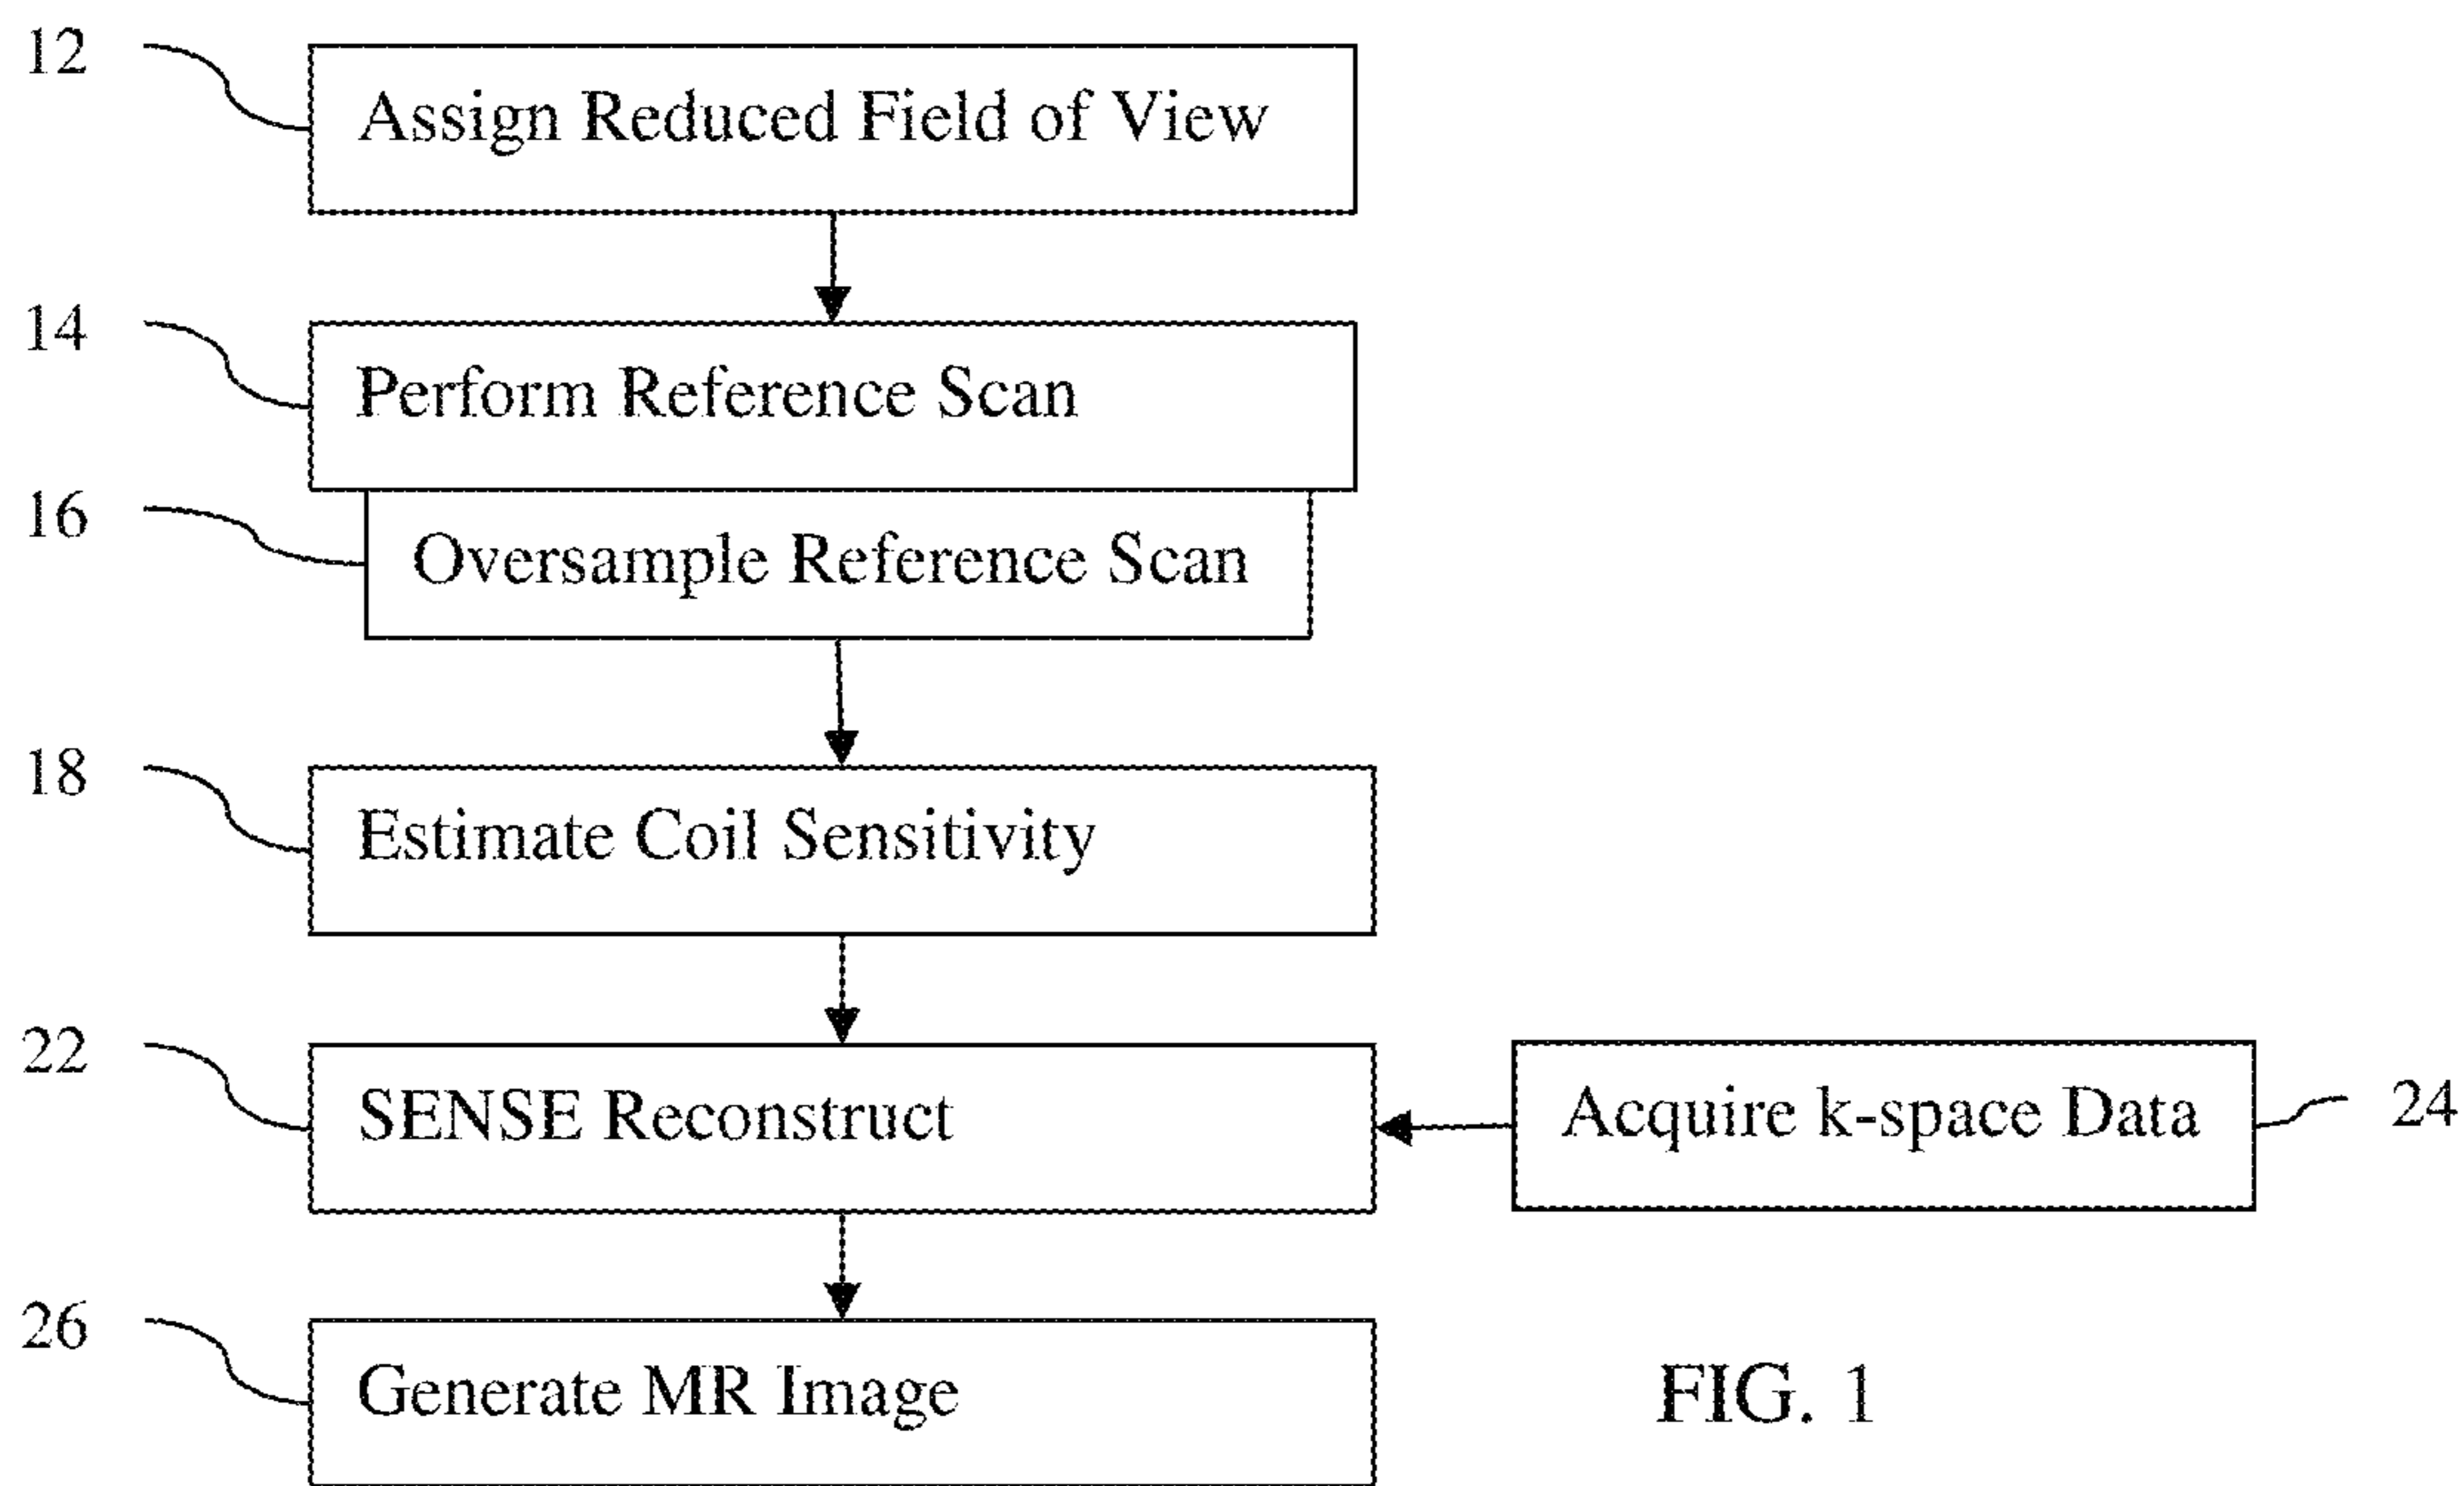 12
Assign Reduced Field of View
14
Perform Reference Scan
16
Oversample Reference Scan
18
Estimate Coil Sensitivity
22
SENSE Reconstruct
Acquire k-space Data
24
26
Generate MR Image
FIG. 1